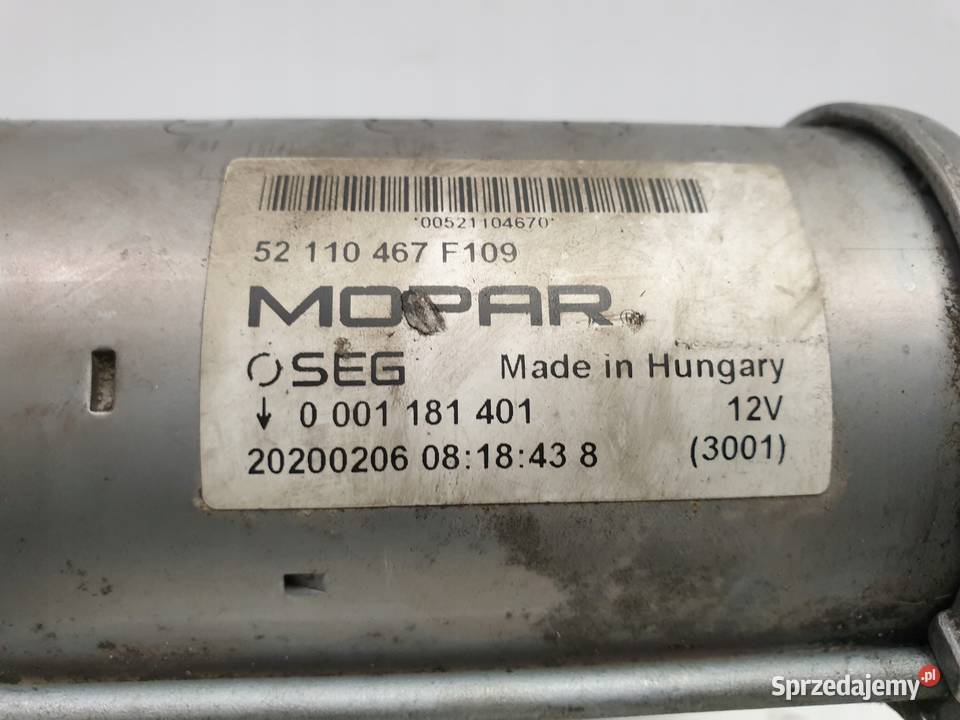 *00521104670*
52 110 467 F109
MOPAR®
SEG Made in Hungary
↓ 0 001 181 401 12V
20200206 08:18:43 8 (3001)
Sprzedajemy.pl